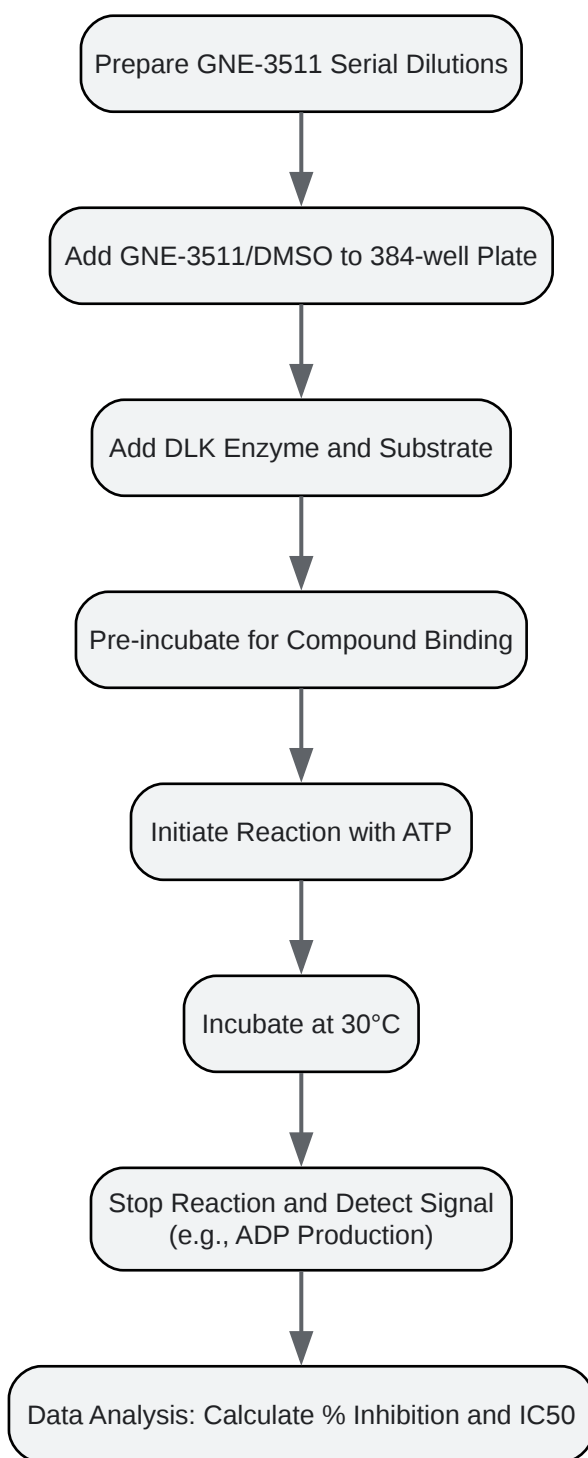 Prepare GNE-3511 Serial Dilutions
Add GNE-3511/DMSO to 384-well Plate
Add DLK Enzyme and Substrate
Pre-incubate for Compound Binding
Initiate Reaction with ATP
Incubate at 30°C
Stop Reaction and Detect Signal
(e.g., ADP Production)
Data Analysis: Calculate % Inhibition and IC50